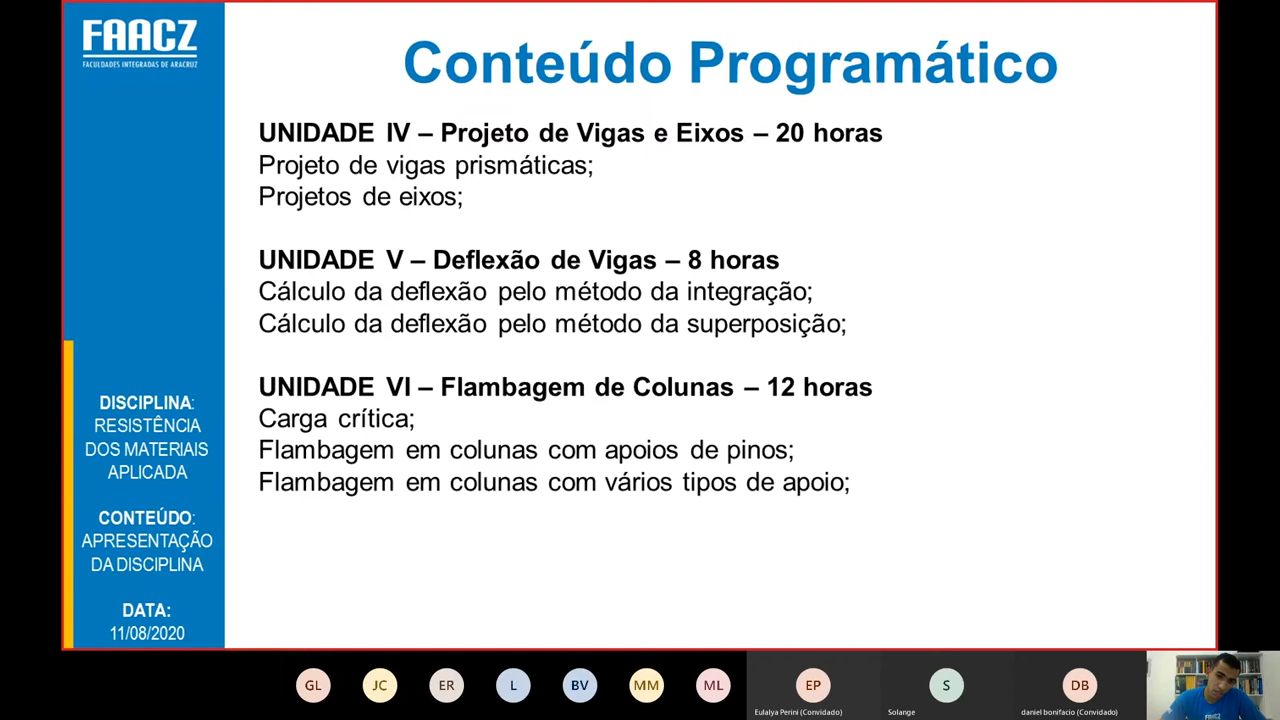 FAACZ
FACULDADES INTEGRADAS DE ARACRUZ
Conteúdo Programático
UNIDADE IV – Projeto de Vigas e Eixos – 20 horas
Projeto de vigas prismáticas;
Projetos de eixos;
UNIDADE V – Deflexão de Vigas – 8 horas
Cálculo da deflexão pelo método da integração;
Cálculo da deflexão pelo método da superposição;
UNIDADE VI – Flambagem de Colunas – 12 horas
Carga crítica;
Flambagem em colunas com apoios de pinos;
Flambagem em colunas com vários tipos de apoio;
DISCIPLINA:
RESISTÊNCIA
DOS MATERIAIS
APLICADA
CONTEÚDO:
APRESENTAÇÃO
DA DISCIPLINA
DATA:
11/08/2020
GL
JC
ER
L
BV
MM
ML
EP
S
DB
Eulalya Perini (Convidado)
Solange
daniel bonifacio (Convidado)
FAACZ